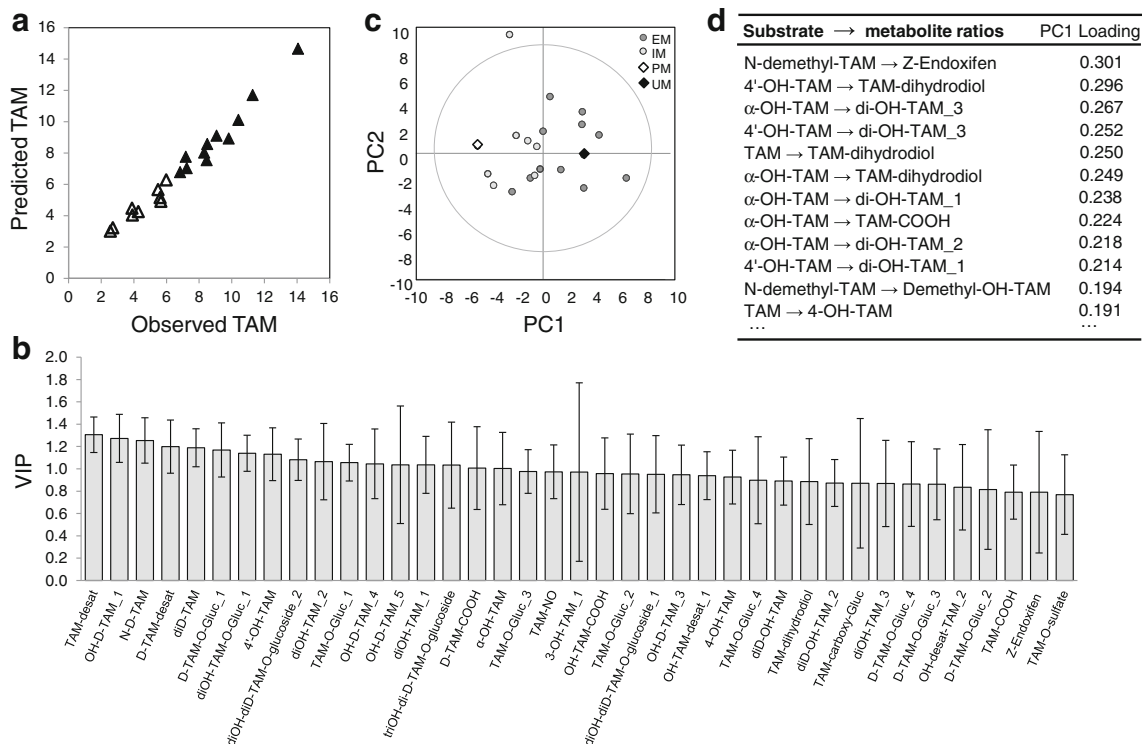 a
16
14
12
10
8
6
4
2
0
Predicted TAM
0 2 4 6 8 10 12 14 16
Observed TAM
c
10
8
6
4
2
0
-2
-4
-6
-8
-10
PC2
-10 -8 -6 -4 -2 0 2 4 6 8 10
PC1
EM
IM
PM
UM
d
Substrate → metabolite ratios PC1 Loading
N-demethyl-TAM → Z-Endoxifen 0.301
4'-OH-TAM → TAM-dihydrodiol 0.296
α-OH-TAM → di-OH-TAM_3 0.267
4'-OH-TAM → di-OH-TAM_3 0.252
TAM → TAM-dihydrodiol 0.250
α-OH-TAM → TAM-dihydrodiol 0.249
α-OH-TAM → di-OH-TAM_1 0.238
α-OH-TAM → TAM-COOH 0.224
α-OH-TAM → di-OH-TAM_2 0.218
4'-OH-TAM → di-OH-TAM_1 0.214
N-demethyl-TAM → Demethyl-OH-TAM 0.194
TAM → 4-OH-TAM 0.191
... ...
b
2.0
1.8
1.6
1.4
1.2
1.0
0.8
0.6
0.4
0.2
0.0
VIP
TAM-desat
OH-D-TAM_1
N-D-TAM
D-TAM-desat
diD-TAM
D-TAM-O-Gluc_1
diOH-TAM-O-Gluc_1
4'-OH-TAM
diOH-diD-TAM-O-glucoside_2
diOH-TAM_2
TAM-O-Gluc_1
OH-D-TAM_4
OH-D-TAM_5
diOH-TAM_1
triOH-di-D-TAM-O-glucoside
D-TAM-COOH
α-OH-TAM
TAM-O-Gluc_3
TAM-NO
3-OH-TAM_1
OH-TAM-COOH
TAM-O-Gluc_2
diOH-diD-TAM-O-glucoside_1
OH-D-TAM_3
OH-TAM-desat_1
4-OH-TAM
TAM-O-Gluc_4
diD-OH-TAM
TAM-dihydrodiol
diD-OH-TAM_2
TAM-carboxy-Gluc
diOH-TAM_3
D-TAM-O-Gluc_4
D-TAM-O-Gluc_3
OH-desat-TAM_2
D-TAM-O-Gluc_2
TAM-COOH
Z-Endoxifen
TAM-O-sulfate